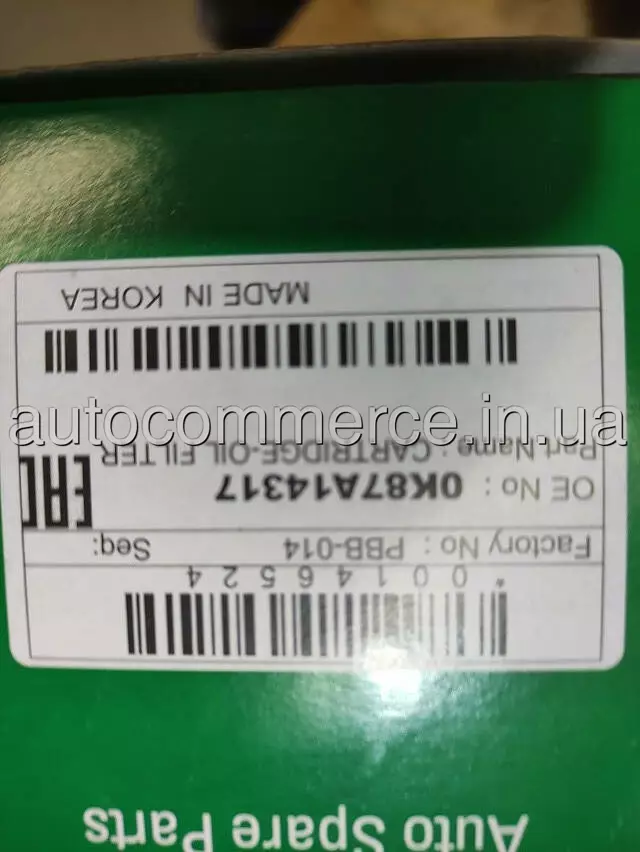 Auto Spare Parts
* 0 0 1 4 6 5 2 4
Factory No : PBB-014 Seq:
OE No : 0K87A14317
Part Name : CARTRIDGE-OIL FILTER
EAC
MADE IN KOREA
autocommerce.in.ua